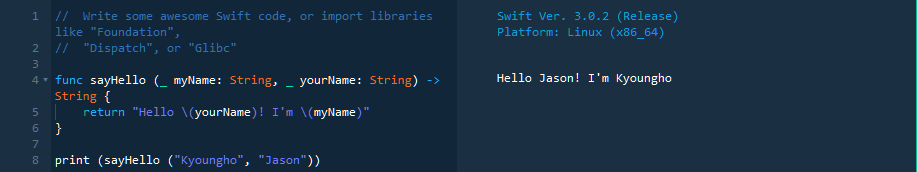 1 // Write some awesome Swift code, or import libraries
like "Foundation",
2 // "Dispatch", or "Glibc"
3
4 func sayHello (_ myName: String, _ yourName: String) ->
String {
5 return "Hello \(yourName)! I'm \(myName)"
6 }
7
8 print (sayHello ("Kyoungho", "Jason"))
Swift Ver. 3.0.2 (Release)
Platform: Linux (x86_64)
Hello Jason! I'm Kyoungho